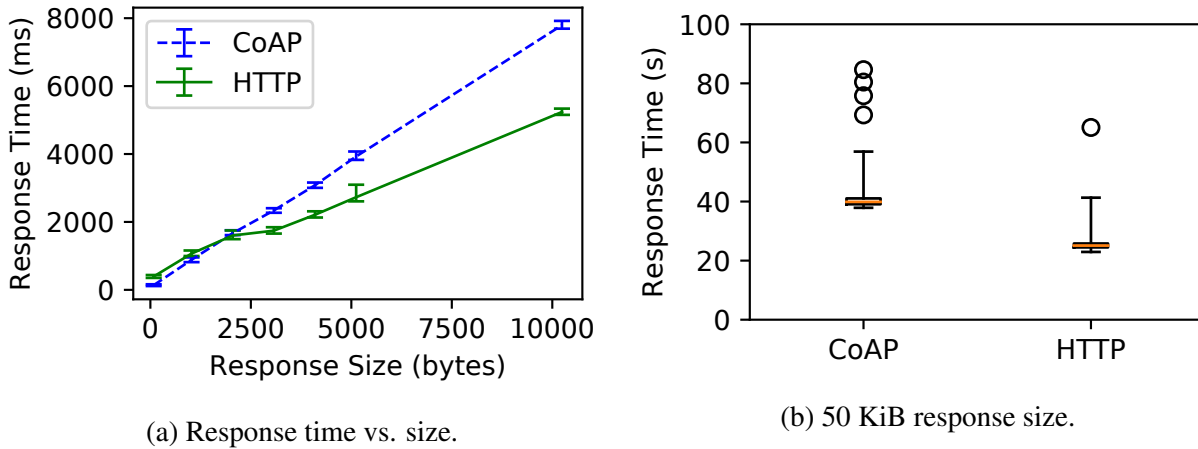 8000
6000
4000
2000
0
Response Time (ms)
CoAP
HTTP
0 2500 5000 7500 10000
Response Size (bytes)
(a) Response time vs. size.
100
80
60
40
20
0
Response Time (s)
CoAP HTTP
(b) 50 KiB response size.